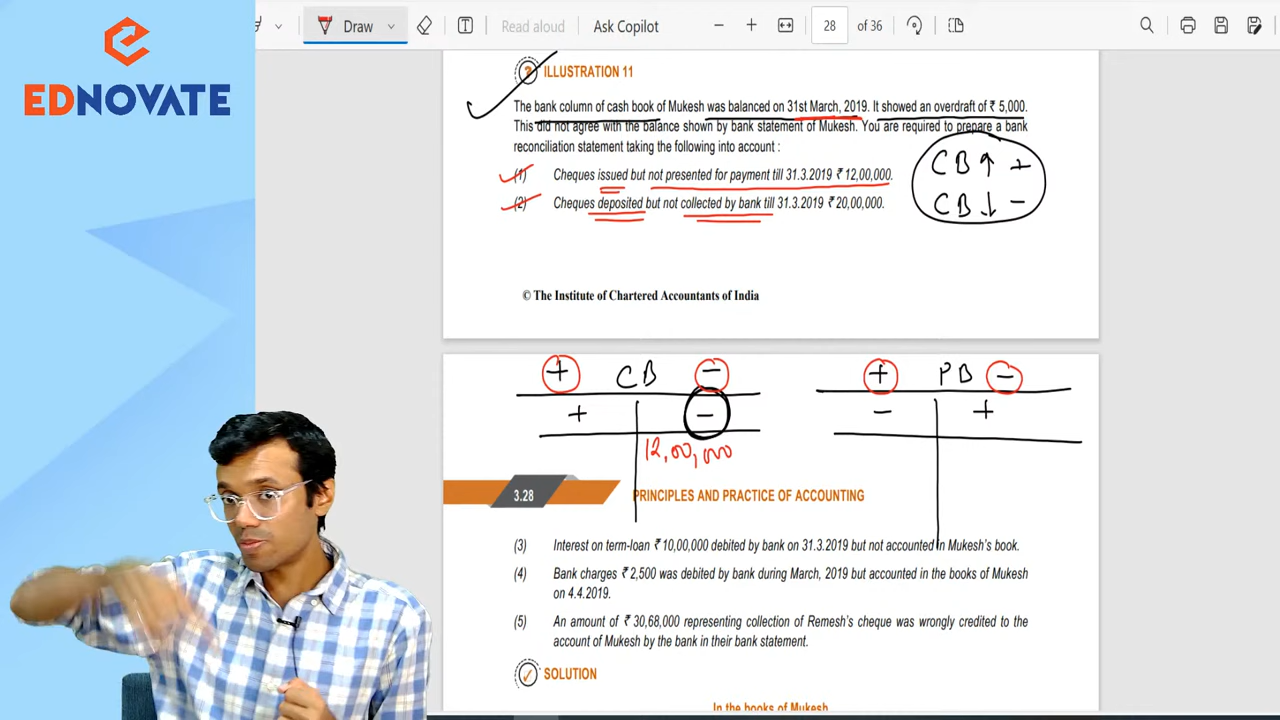 Draw
Read aloud
Ask Copilot
28
of 36
EDNOVATE
ILLUSTRATION 11
The bank column of cash book of Mukesh was balanced on 31st March, 2019. It showed an overdraft of ₹ 5,000.
This did not agree with the balance shown by bank statement of Mukesh. You are required to prepare a bank
reconciliation statement taking the following into account :
(1) Cheques issued but not presented for payment till 31.3.2019 ₹ 12,00,000.
(2) Cheques deposited but not collected by bank till 31.3.2019 ₹ 20,00,000.
CB↑ +
CB↓ -
© The Institute of Chartered Accountants of India
+ CB -
+ -
12,00,000
+ PB -
- +
3.28 PRINCIPLES AND PRACTICE OF ACCOUNTING
(3) Interest on term-loan ₹ 10,00,000 debited by bank on 31.3.2019 but not accounted in Mukesh's book.
(4) Bank charges ₹ 2,500 was debited by bank during March, 2019 but accounted in the books of Mukesh
on 4.4.2019.
(5) An amount of ₹ 30,68,000 representing collection of Remesh's cheque was wrongly credited to the
account of Mukesh by the bank in their bank statement.
SOLUTION
In the books of Mukesh